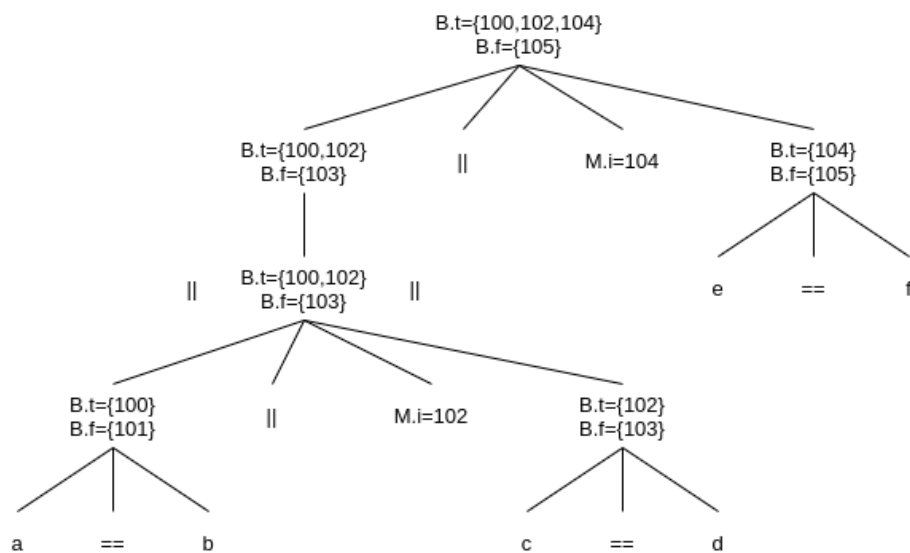 B.t={100,102,104}
B.f={105}
B.t={100,102}
B.f={103}
||
M.i=104
B.t={104}
B.f={105}
||
B.t={100,102}
B.f={103}
||
e
==
f
B.t={100}
B.f={101}
||
M.i=102
B.t={102}
B.f={103}
a
==
b
c
==
d